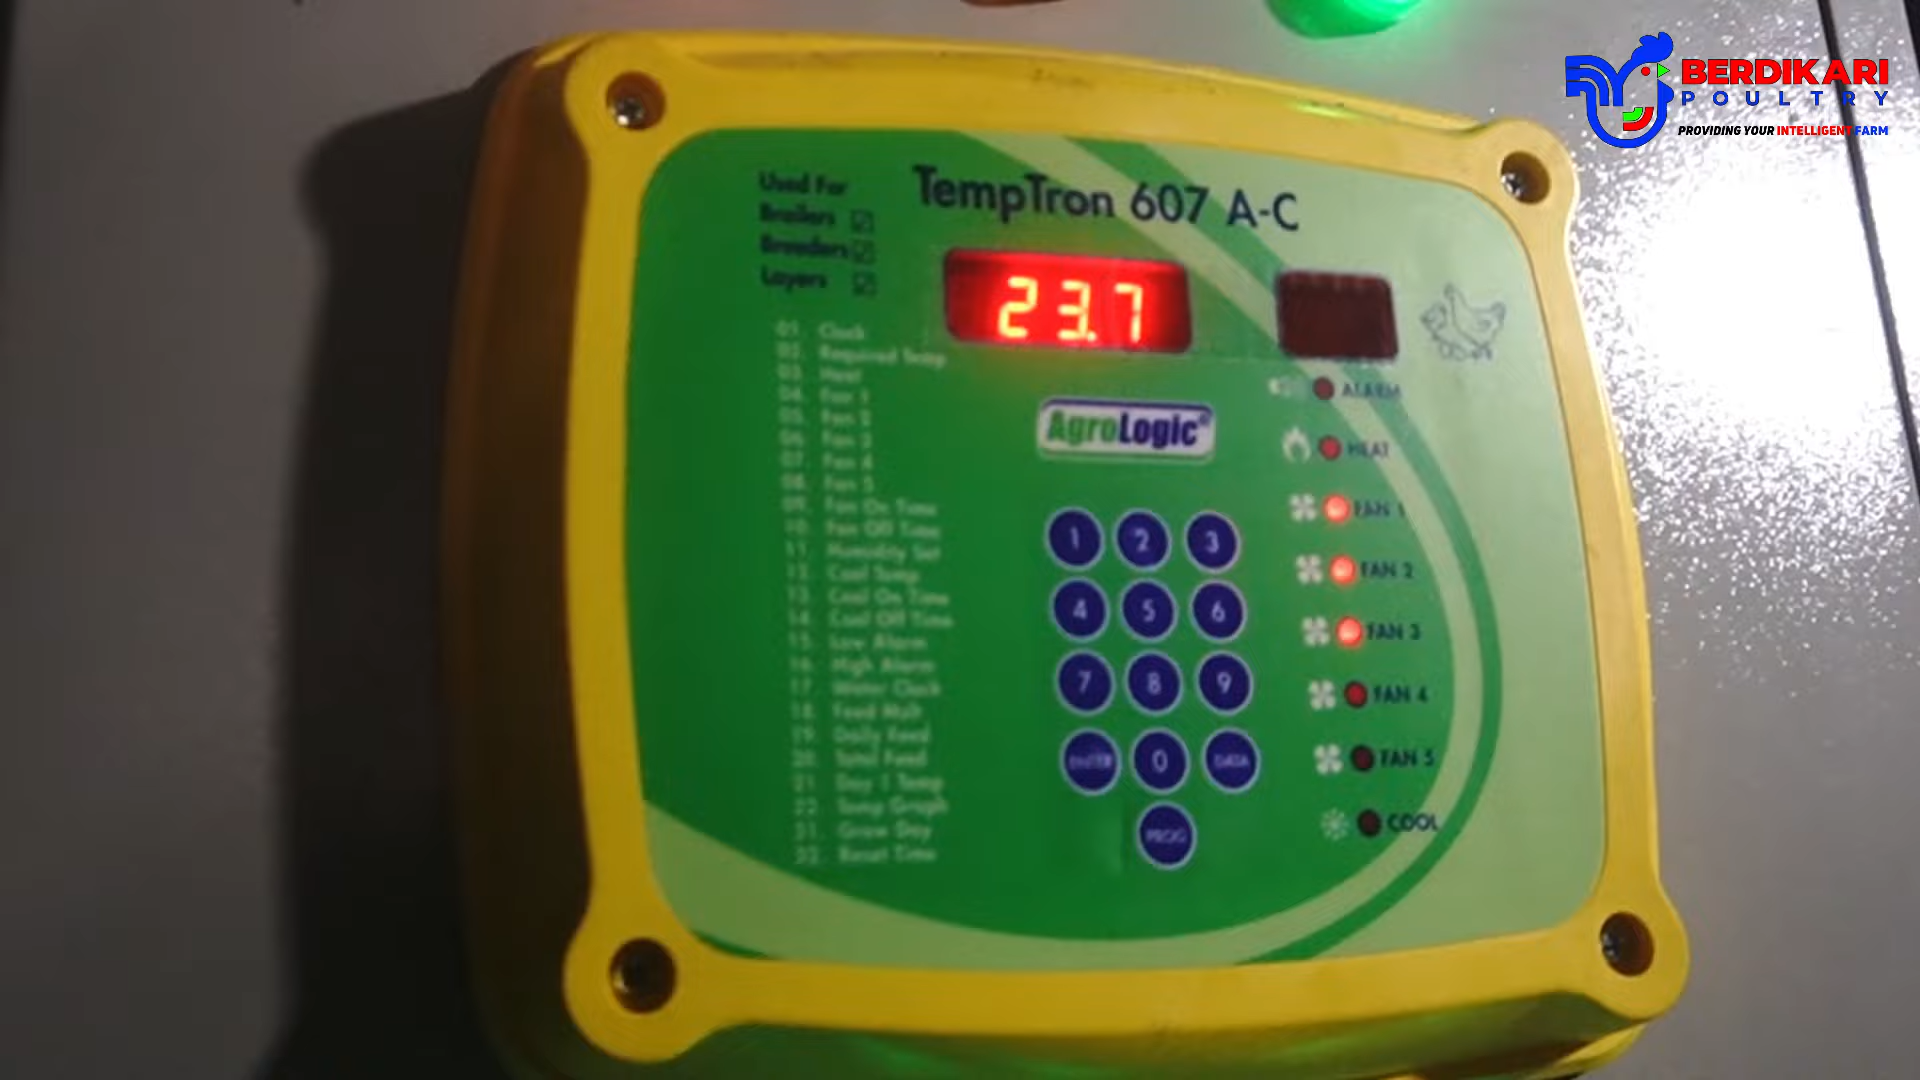 BERDIKARI
POULTRY
PROVIDING YOUR INTELLIGENT FARM
TempTron 607 A-C
Used For
Broilers
Breeders
Layers
23.7
AgroLogic®
01. Clock
02. Required Temp
03. Heat
04. Fan 1
05. Fan 2
06. Fan 3
07. Fan 4
08. Fan 5
09. Fan On Time
10. Fan Off Time
11. Humidity Set
12. Cool Temp
13. Cool On Time
14. Cool Off Time
15. Low Alarm
16. High Alarm
17. Water Clock
18. Feed Mult
19. Daily Feed
20. Total Feed
21. Day 1 Temp
22. Temp Graph
31. Grow Day
32. Reset Time
1 2 3
4 5 6
7 8 9
ENTER 0 DATA
PROG
ALARM
HEAT
FAN 1
FAN 2
FAN 3
FAN 4
FAN 5
COOL